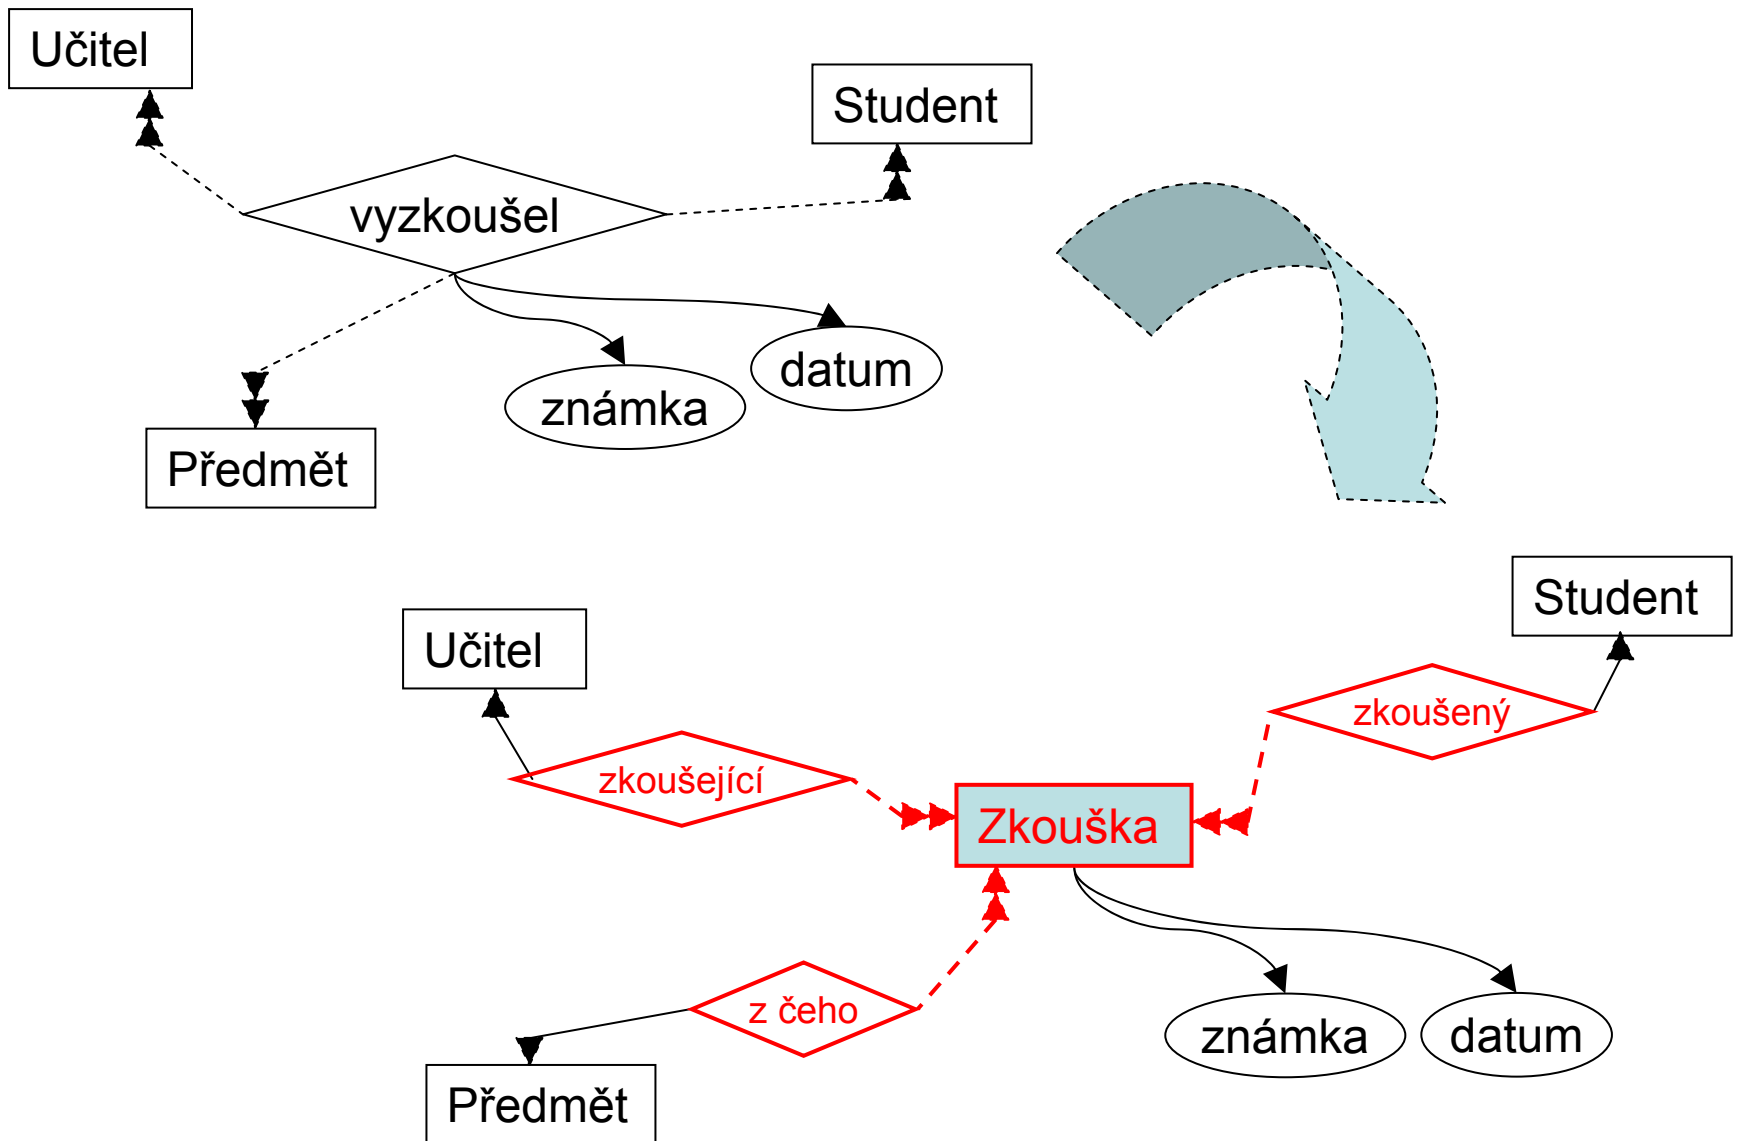 Učitel
Student
vyzkoušel
datum
známka
Předmět
Student
Učitel
zkoušený
zkoušející
Zkouška
z čeho
známka
datum
Předmět